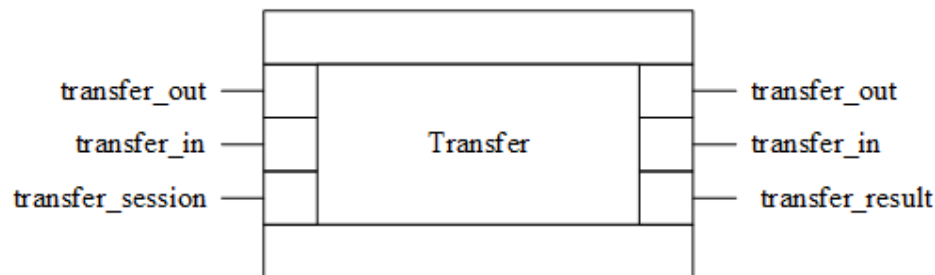 transfer_out
transfer_out
transfer_in
Transfer
transfer_in
transfer_session
transfer_result